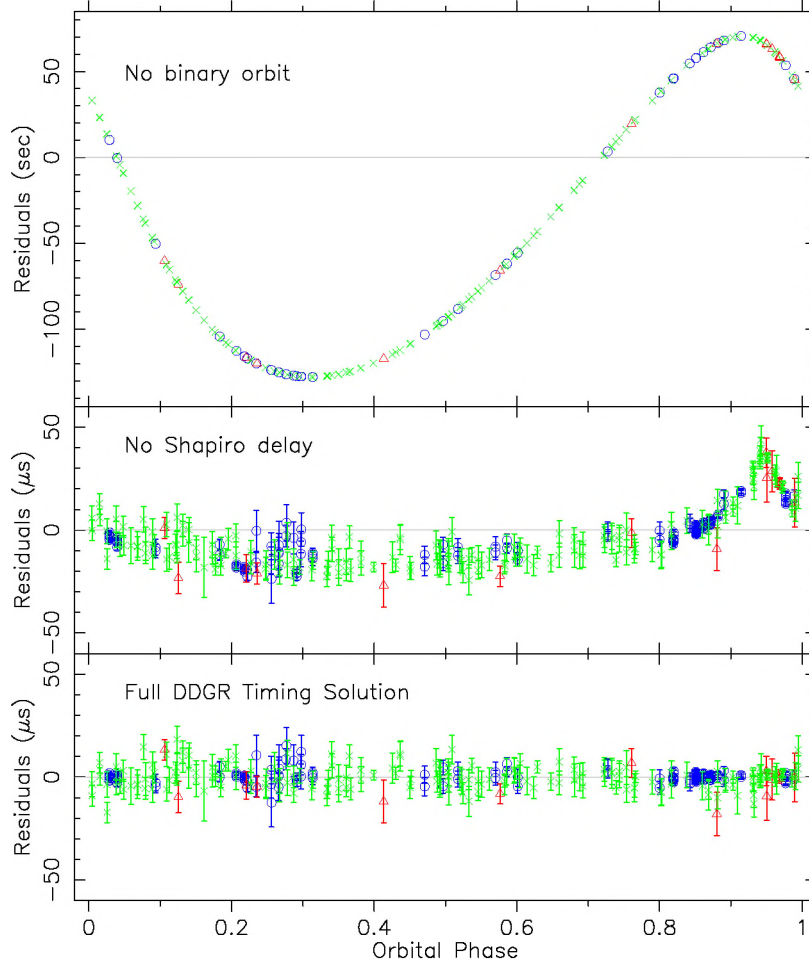 No binary orbit
Residuals (sec)
50
0
−50
−100
No Shapiro delay
Residuals (μs)
50
0
−50
Full DDGR Timing Solution
Residuals (μs)
50
0
−50
0 0.2 0.4 0.6 0.8 1
Orbital Phase